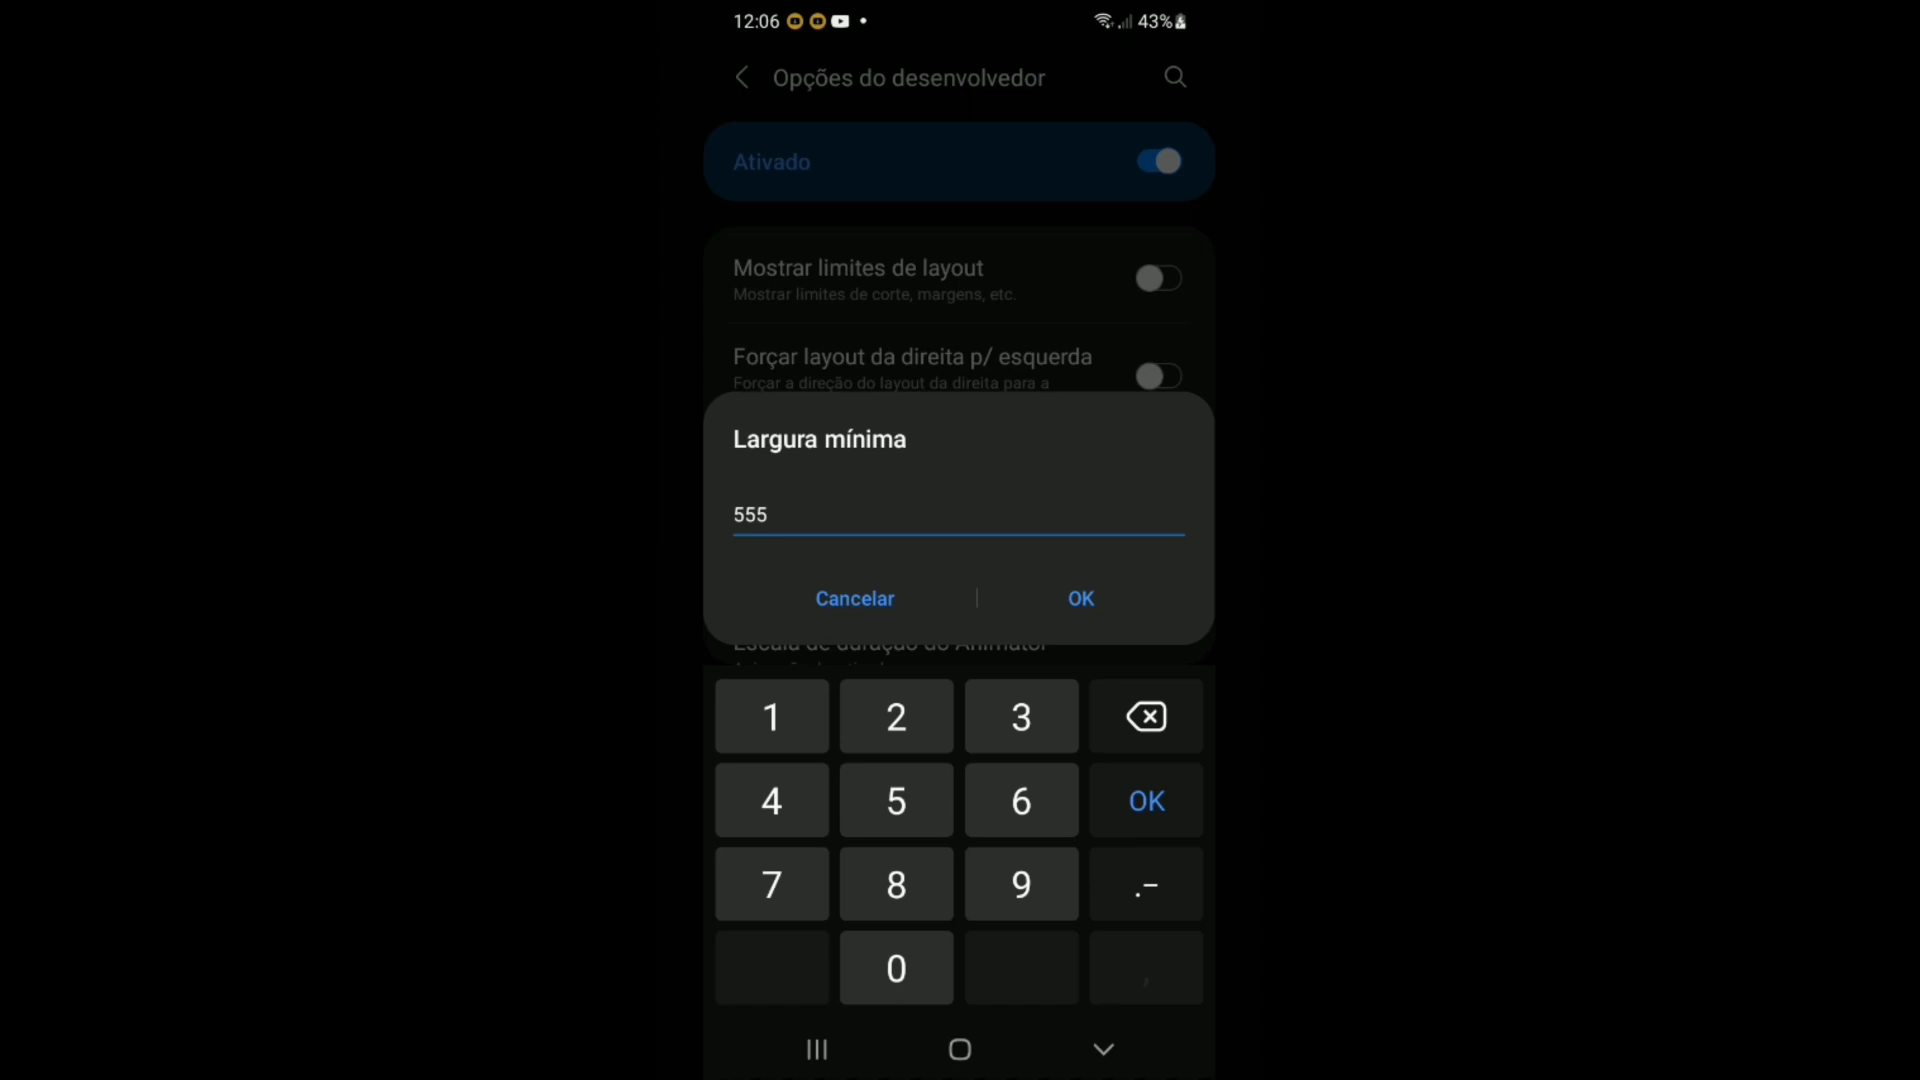 12:06
43%
Opções do desenvolvedor
Ativado
Mostrar limites de layout
Mostrar limites de corte, margens, etc.
Forçar layout da direita p/ esquerda
Forçar a direção do layout da direita para a
Largura mínima
555
Cancelar | OK
Escala de duração do Animator
1 2 3
4 5 6 OK
7 8 9 .–
0 ,